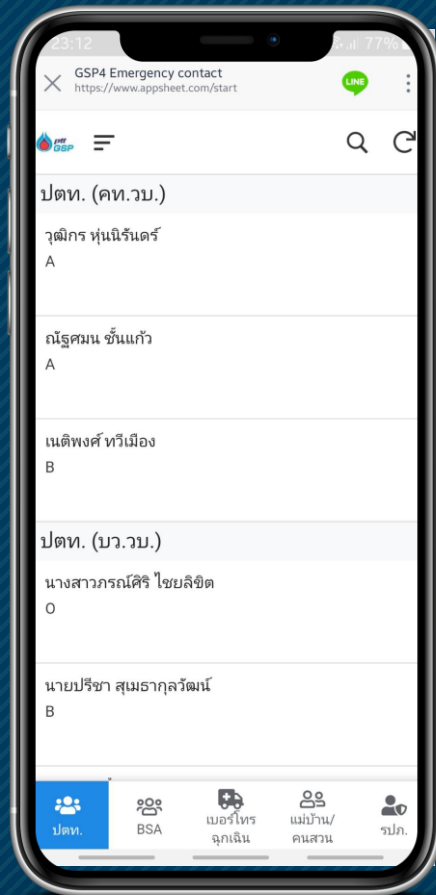 23:12
77%
GSP4 Emergency contact
https://www.appsheet.com/start
LINE
ptt
GSP
ปตท. (คท.วบ.)
วุฒิกร หุ่นนิรันดร์
A
ณัฐศมน ชั้นแก้ว
A
เนติพงศ์ ทวีเมือง
B
ปตท. (บว.วบ.)
นางสาวภรณ์ศิริ ไชยลิขิต
O
นายปรีชา สุเมธากุลวัฒน์
B
ปตท.
BSA
เบอร์โทร
ฉุกเฉิน
แม่บ้าน/
คนสวน
รปภ.